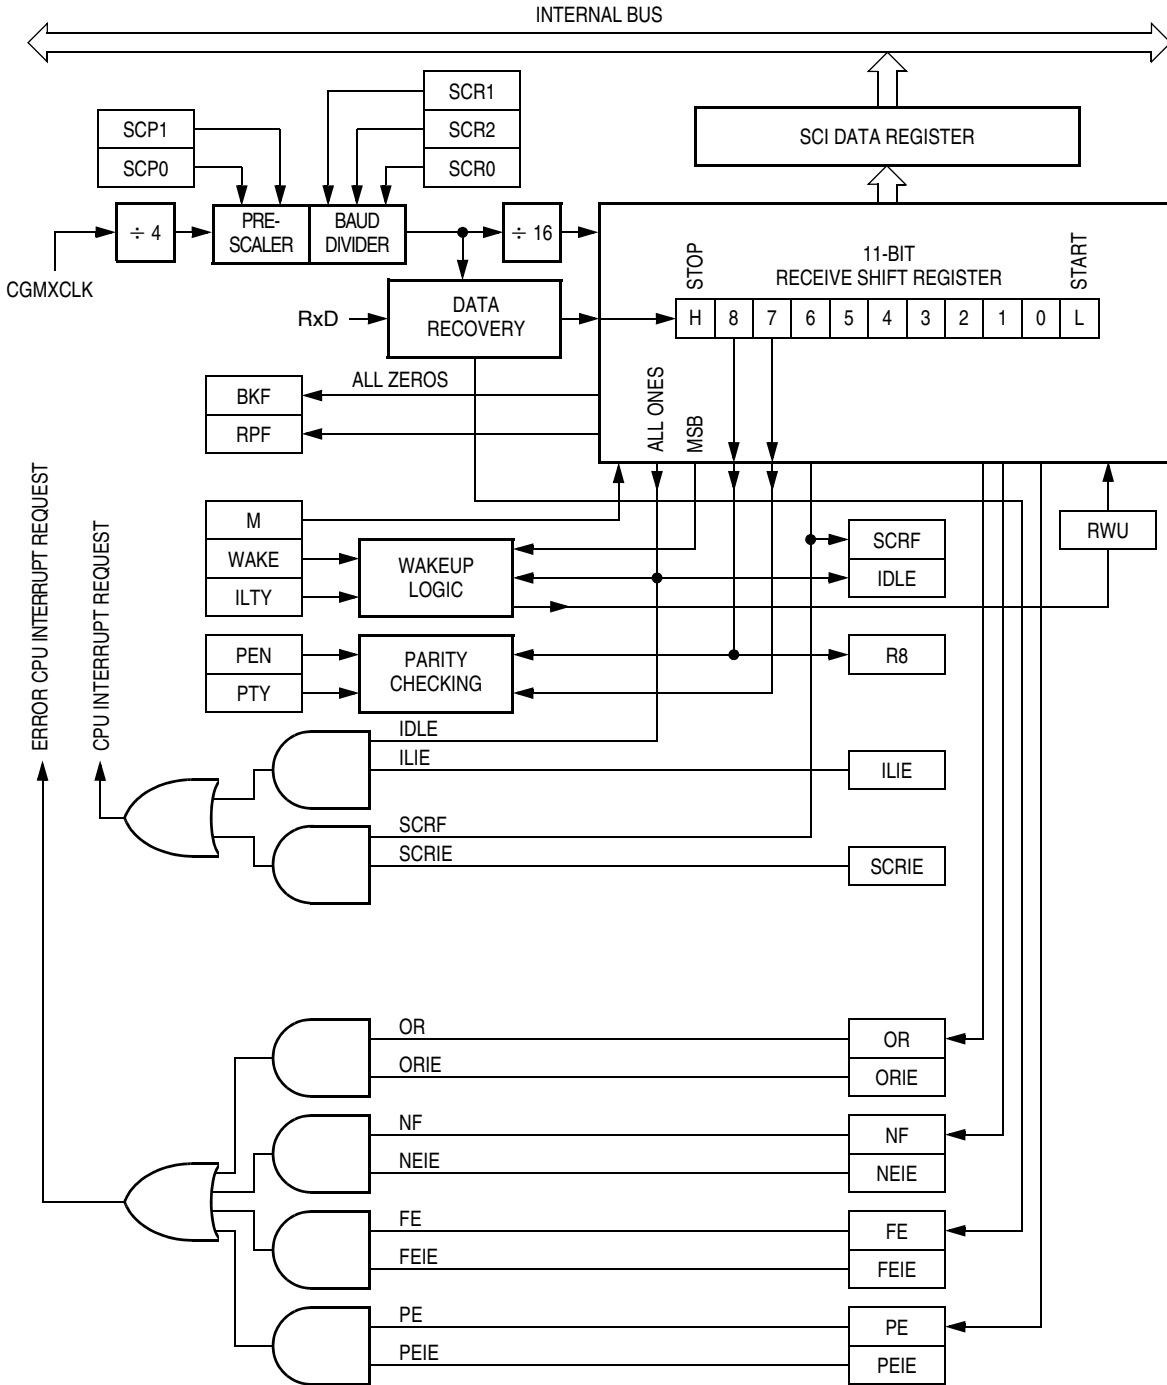 INTERNAL BUS
SCR1
SCP1
SCR2
SCI DATA REGISTER
SCP0
SCR0
÷ 4
PRE-
SCALER
BAUD
DIVIDER
÷ 16
STOP
11-BIT
RECEIVE SHIFT REGISTER
START
CGMXCLK
RxD
DATA
RECOVERY
H 8 7 6 5 4 3 2 1 0 L
ALL ZEROS
BKF
RPF
ALL ONES
MSB
M
WAKE
ILTY
WAKEUP
LOGIC
SCRF
IDLE
RWU
PEN
PTY
PARITY
CHECKING
R8
ERROR CPU INTERRUPT REQUEST
CPU INTERRUPT REQUEST
IDLE
ILIE
ILIE
SCRF
SCRIE
SCRIE
OR
OR
ORIE
ORIE
NF
NF
NEIE
NEIE
FE
FE
FEIE
FEIE
PE
PE
PEIE
PEIE